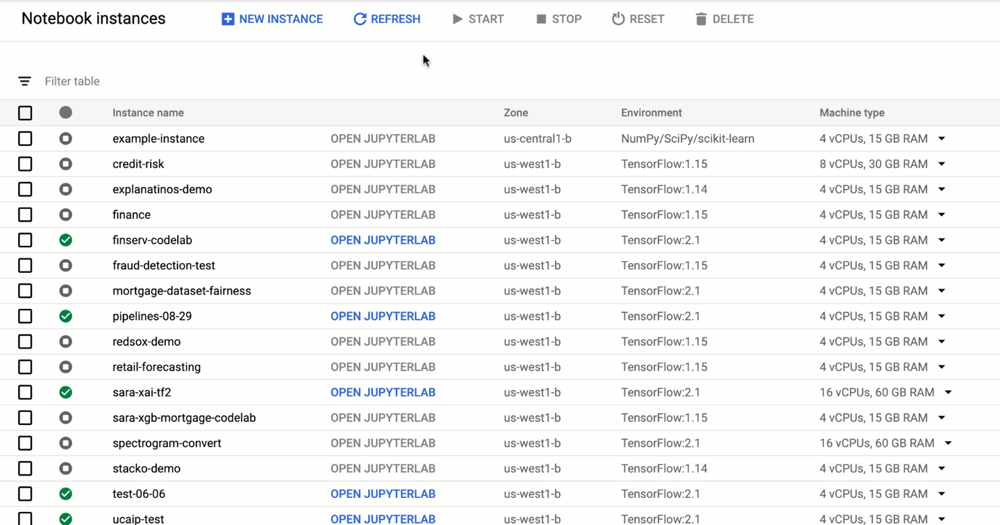 Notebook instances NEW INSTANCE REFRESH START STOP RESET DELETE
Filter table
Instance name Zone Environment Machine type
example-instance OPEN JUPYTERLAB us-central1-b NumPy/SciPy/scikit-learn 4 vCPUs, 15 GB RAM
credit-risk OPEN JUPYTERLAB us-west1-b TensorFlow:1.15 8 vCPUs, 30 GB RAM
explanatinos-demo OPEN JUPYTERLAB us-west1-b TensorFlow:1.14 4 vCPUs, 15 GB RAM
finance OPEN JUPYTERLAB us-west1-b TensorFlow:1.15 4 vCPUs, 15 GB RAM
finserv-codelab OPEN JUPYTERLAB us-west1-b TensorFlow:2.1 4 vCPUs, 15 GB RAM
fraud-detection-test OPEN JUPYTERLAB us-west1-b TensorFlow:1.15 4 vCPUs, 15 GB RAM
mortgage-dataset-fairness OPEN JUPYTERLAB us-west1-b TensorFlow:2.1 4 vCPUs, 15 GB RAM
pipelines-08-29 OPEN JUPYTERLAB us-west1-b TensorFlow:2.1 4 vCPUs, 15 GB RAM
redsox-demo OPEN JUPYTERLAB us-west1-b TensorFlow:1.15 4 vCPUs, 15 GB RAM
retail-forecasting OPEN JUPYTERLAB us-west1-b TensorFlow:1.15 4 vCPUs, 15 GB RAM
sara-xai-tf2 OPEN JUPYTERLAB us-west1-b TensorFlow:2.1 16 vCPUs, 60 GB RAM
sara-xgb-mortgage-codelab OPEN JUPYTERLAB us-west1-b TensorFlow:1.15 4 vCPUs, 15 GB RAM
spectrogram-convert OPEN JUPYTERLAB us-west1-b TensorFlow:2.1 16 vCPUs, 60 GB RAM
stacko-demo OPEN JUPYTERLAB us-west1-b TensorFlow:1.14 4 vCPUs, 15 GB RAM
test-06-06 OPEN JUPYTERLAB us-west1-b TensorFlow:2.1 4 vCPUs, 15 GB RAM
ucaip-test OPEN JUPYTERLAB us-west1-b TensorFlow:2.1 4 vCPUs, 15 GB RAM